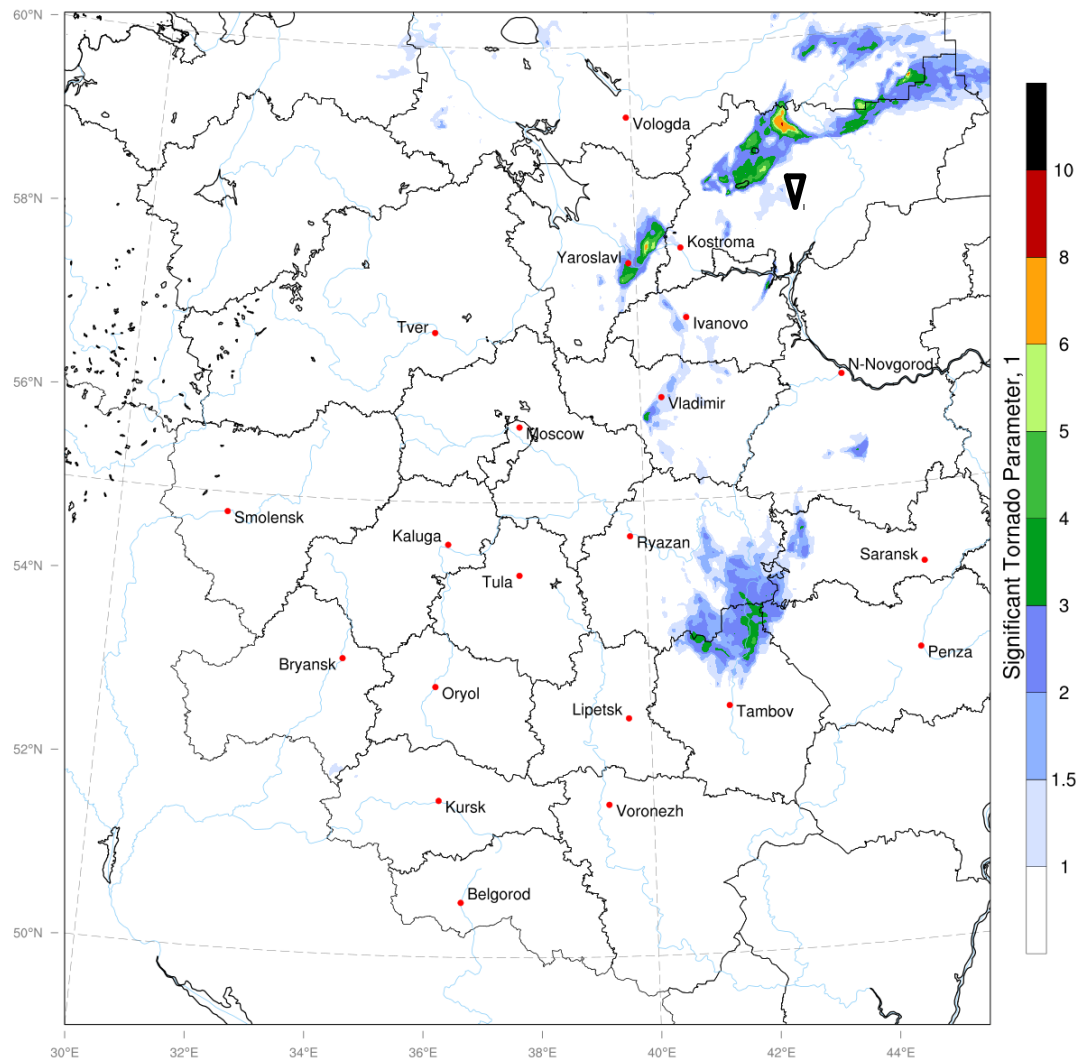 60°N
Vologda
10
58°N
Kostroma
Yaroslavl
8
Ivanovo
Tver
6
N-Novgorod
56°N
Vladimir
5
Moscow
Smolensk
4
Kaluga
Ryazan
Saransk
54°N
Tula
3
Bryansk
Penza
Oryol
2
Lipetsk
Tambov
52°N
1.5
Kursk
Voronezh
1
Belgorod
50°N
Significant Tornado Parameter, 1
30°E
32°E
34°E
36°E
38°E
40°E
42°E
44°E